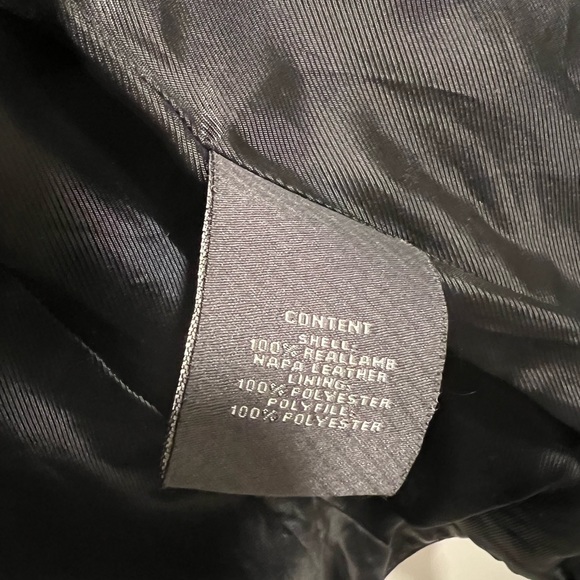 CONTENT
SHELL:
100% REALLAMB
NAPA LEATHER
LINING:
100% POLYESTER
POLYFILL:
100% POLYESTER